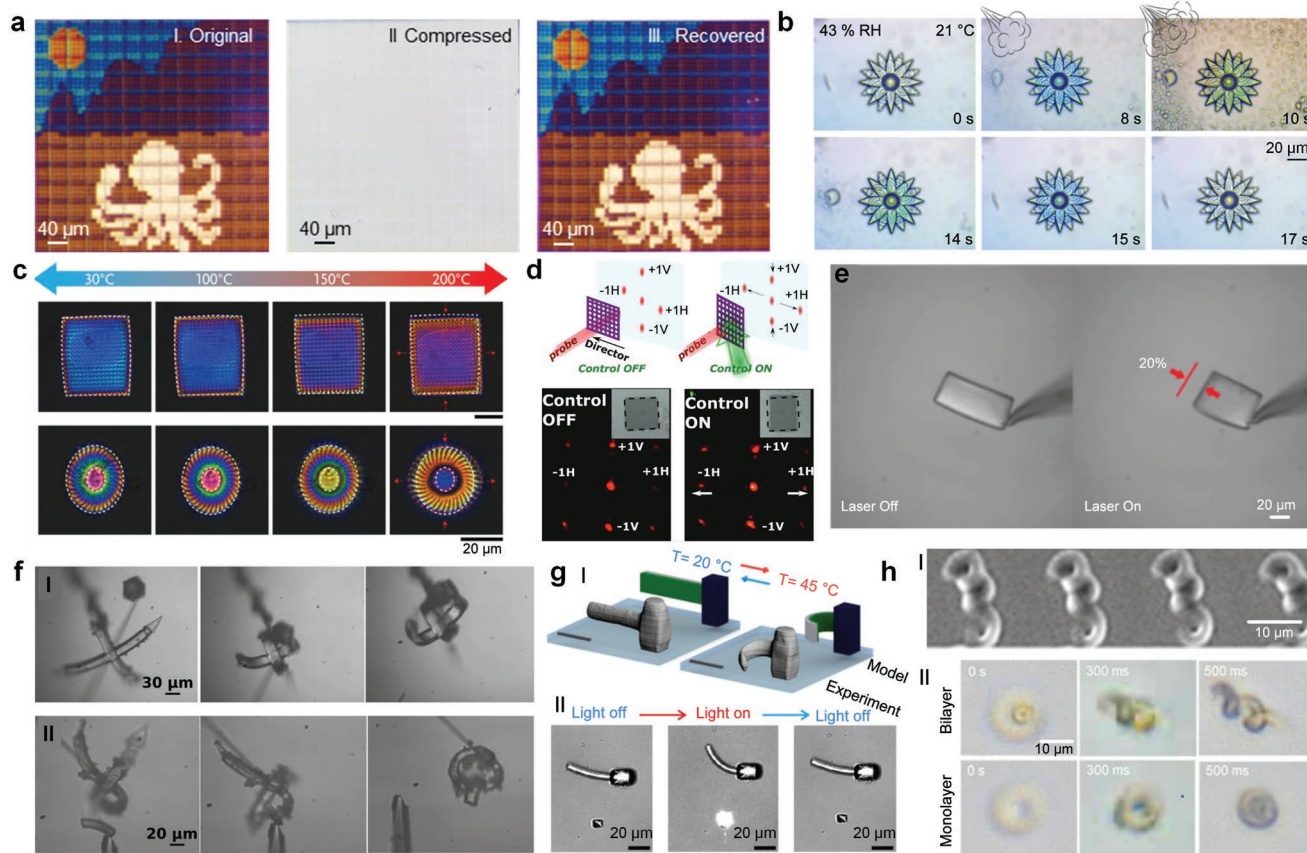 a
I. Original
II Compressed
III. Recovered
40 µm
40 µm
40 µm
b
43 % RH
21 °C
0 s
8 s
10 s
20 µm
14 s
15 s
17 s
c
30°C
100°C
150°C
200°C
20 µm
d
+1V
-1H
+1H
-1V
probe
Director
Control OFF
+1V
-1H
+1H
-1V
probe
Control ON
Control
OFF
+1V
-1H
+1H
-1V
Control
ON
+1V
-1H
+1H
-1V
e
20%
Laser Off
Laser On
20 µm
f
I
30 µm
II
20 µm
g
I
T= 20 °C
T= 45 °C
Model
Experiment
II
Light off
Light on
Light off
20 µm
20 µm
20 µm
h
I
10 µm
II
Bilayer
0 s
300 ms
500 ms
10 µm
Monolayer
0 s
300 ms
500 ms